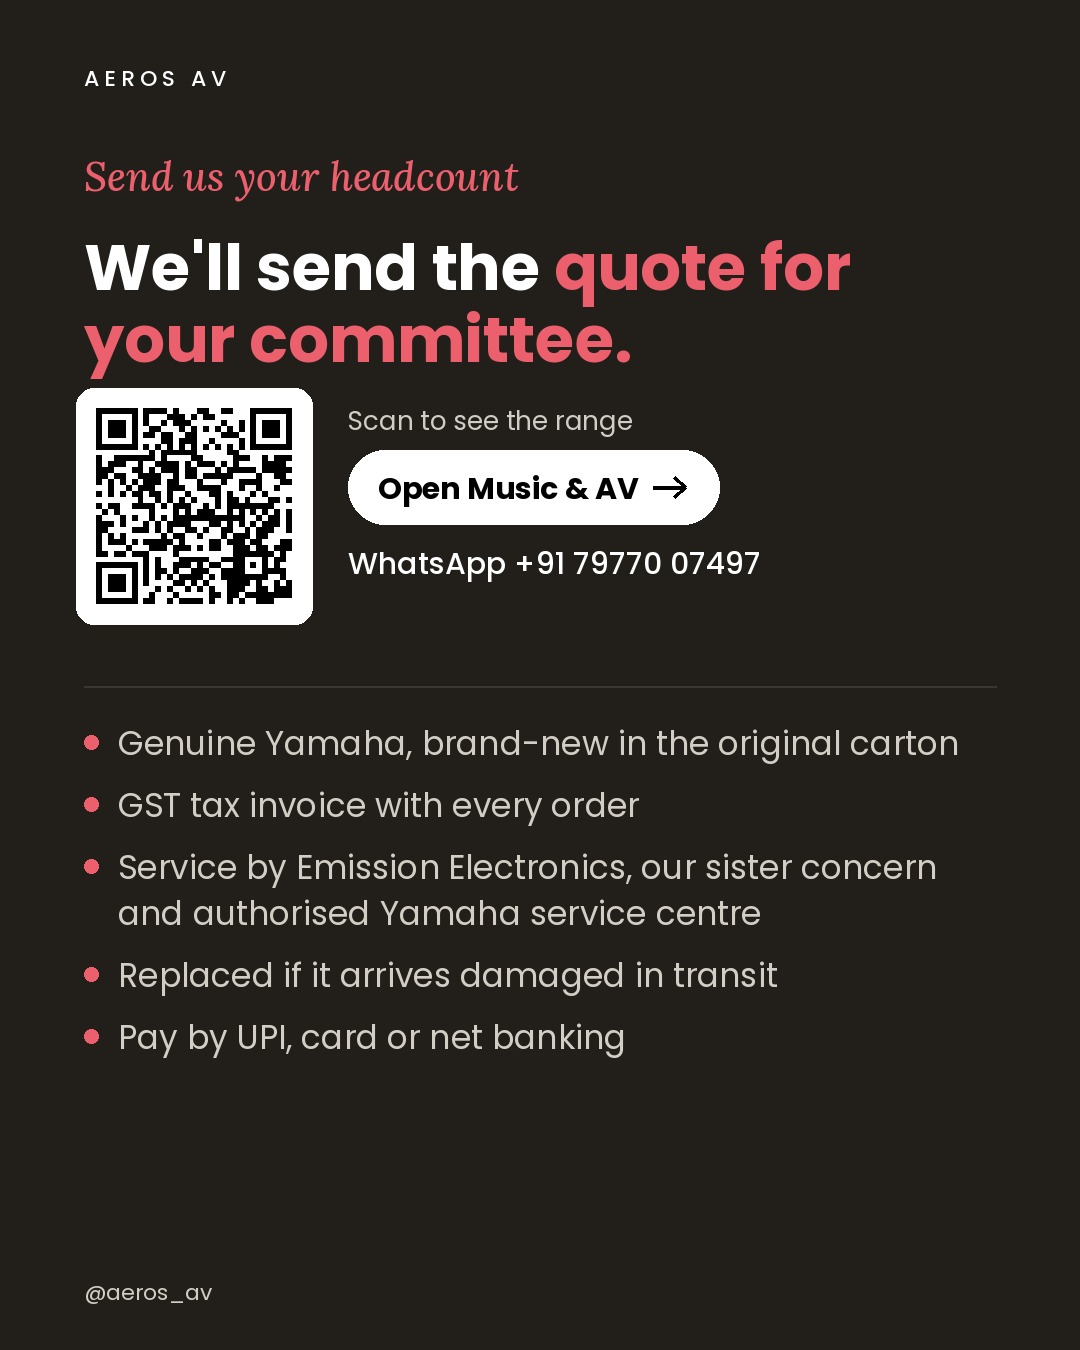 AEROS AV
Send us your headcount
We'll send the quote for
your committee.
Scan to see the range
Open Music & AV →
WhatsApp +91 79770 07497
Genuine Yamaha, brand-new in the original carton
GST tax invoice with every order
Service by Emission Electronics, our sister concern
and authorised Yamaha service centre
Replaced if it arrives damaged in transit
Pay by UPI, card or net banking
@aeros_av